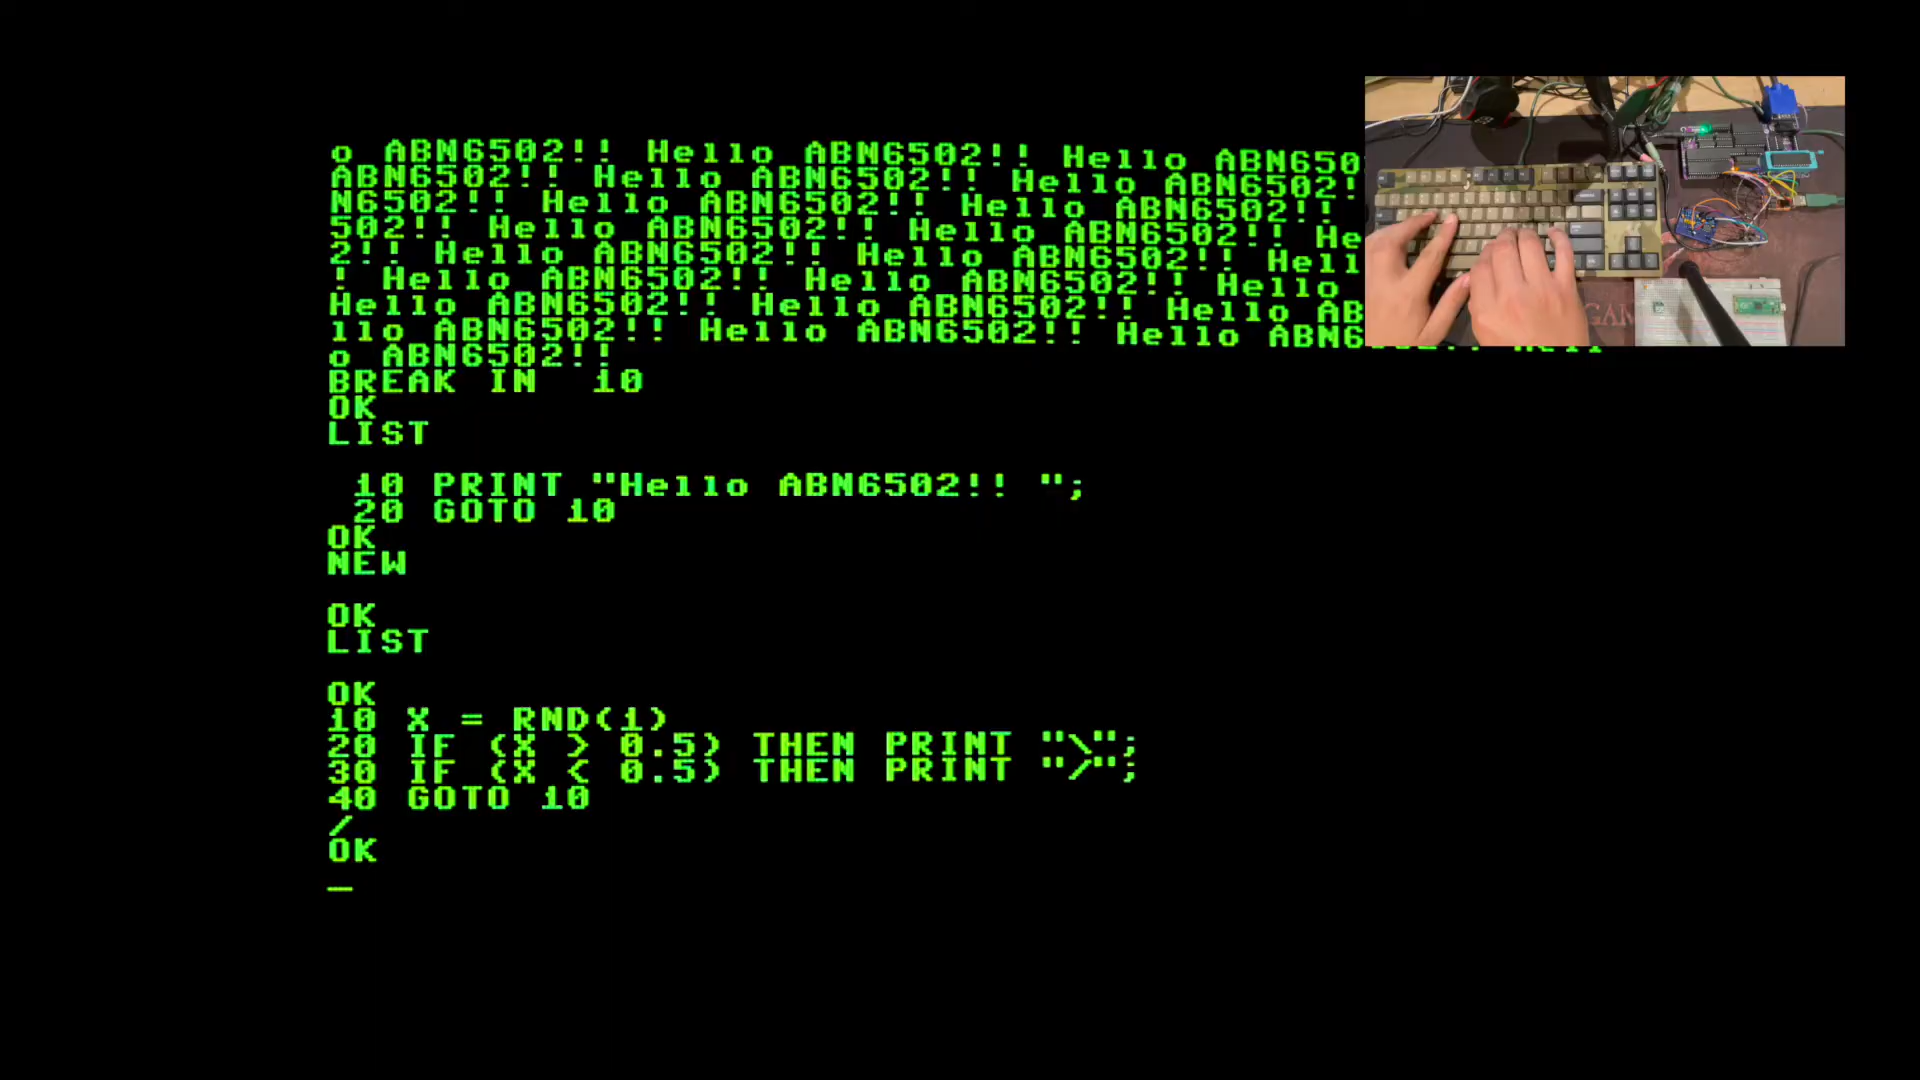 o ABN6502!! Hello ABN6502!! Hello ABN650
ABN6502!! Hello ABN6502!! Hello ABN6502!
N6502!! Hello ABN6502!! Hello ABN6502!!
502!! Hello ABN6502!! Hello ABN6502!! He
2!! Hello ABN6502!! Hello ABN6502!! Hell
! Hello ABN6502!! Hello ABN6502!! Hello
Hello ABN6502!! Hello ABN6502!! Hello AB
llo ABN6502!! Hello ABN6502!! Hello ABN6502!! Hell
o ABN6502!!
BREAK IN 10
OK
LIST
10 PRINT "Hello ABN6502!! ";
20 GOTO 10
OK
NEW
OK
LIST
OK
10 X = RND(1)
20 IF (X > 0.5) THEN PRINT ">";
30 IF (X < 0.5) THEN PRINT "/";
40 GOTO 10
/
OK
_